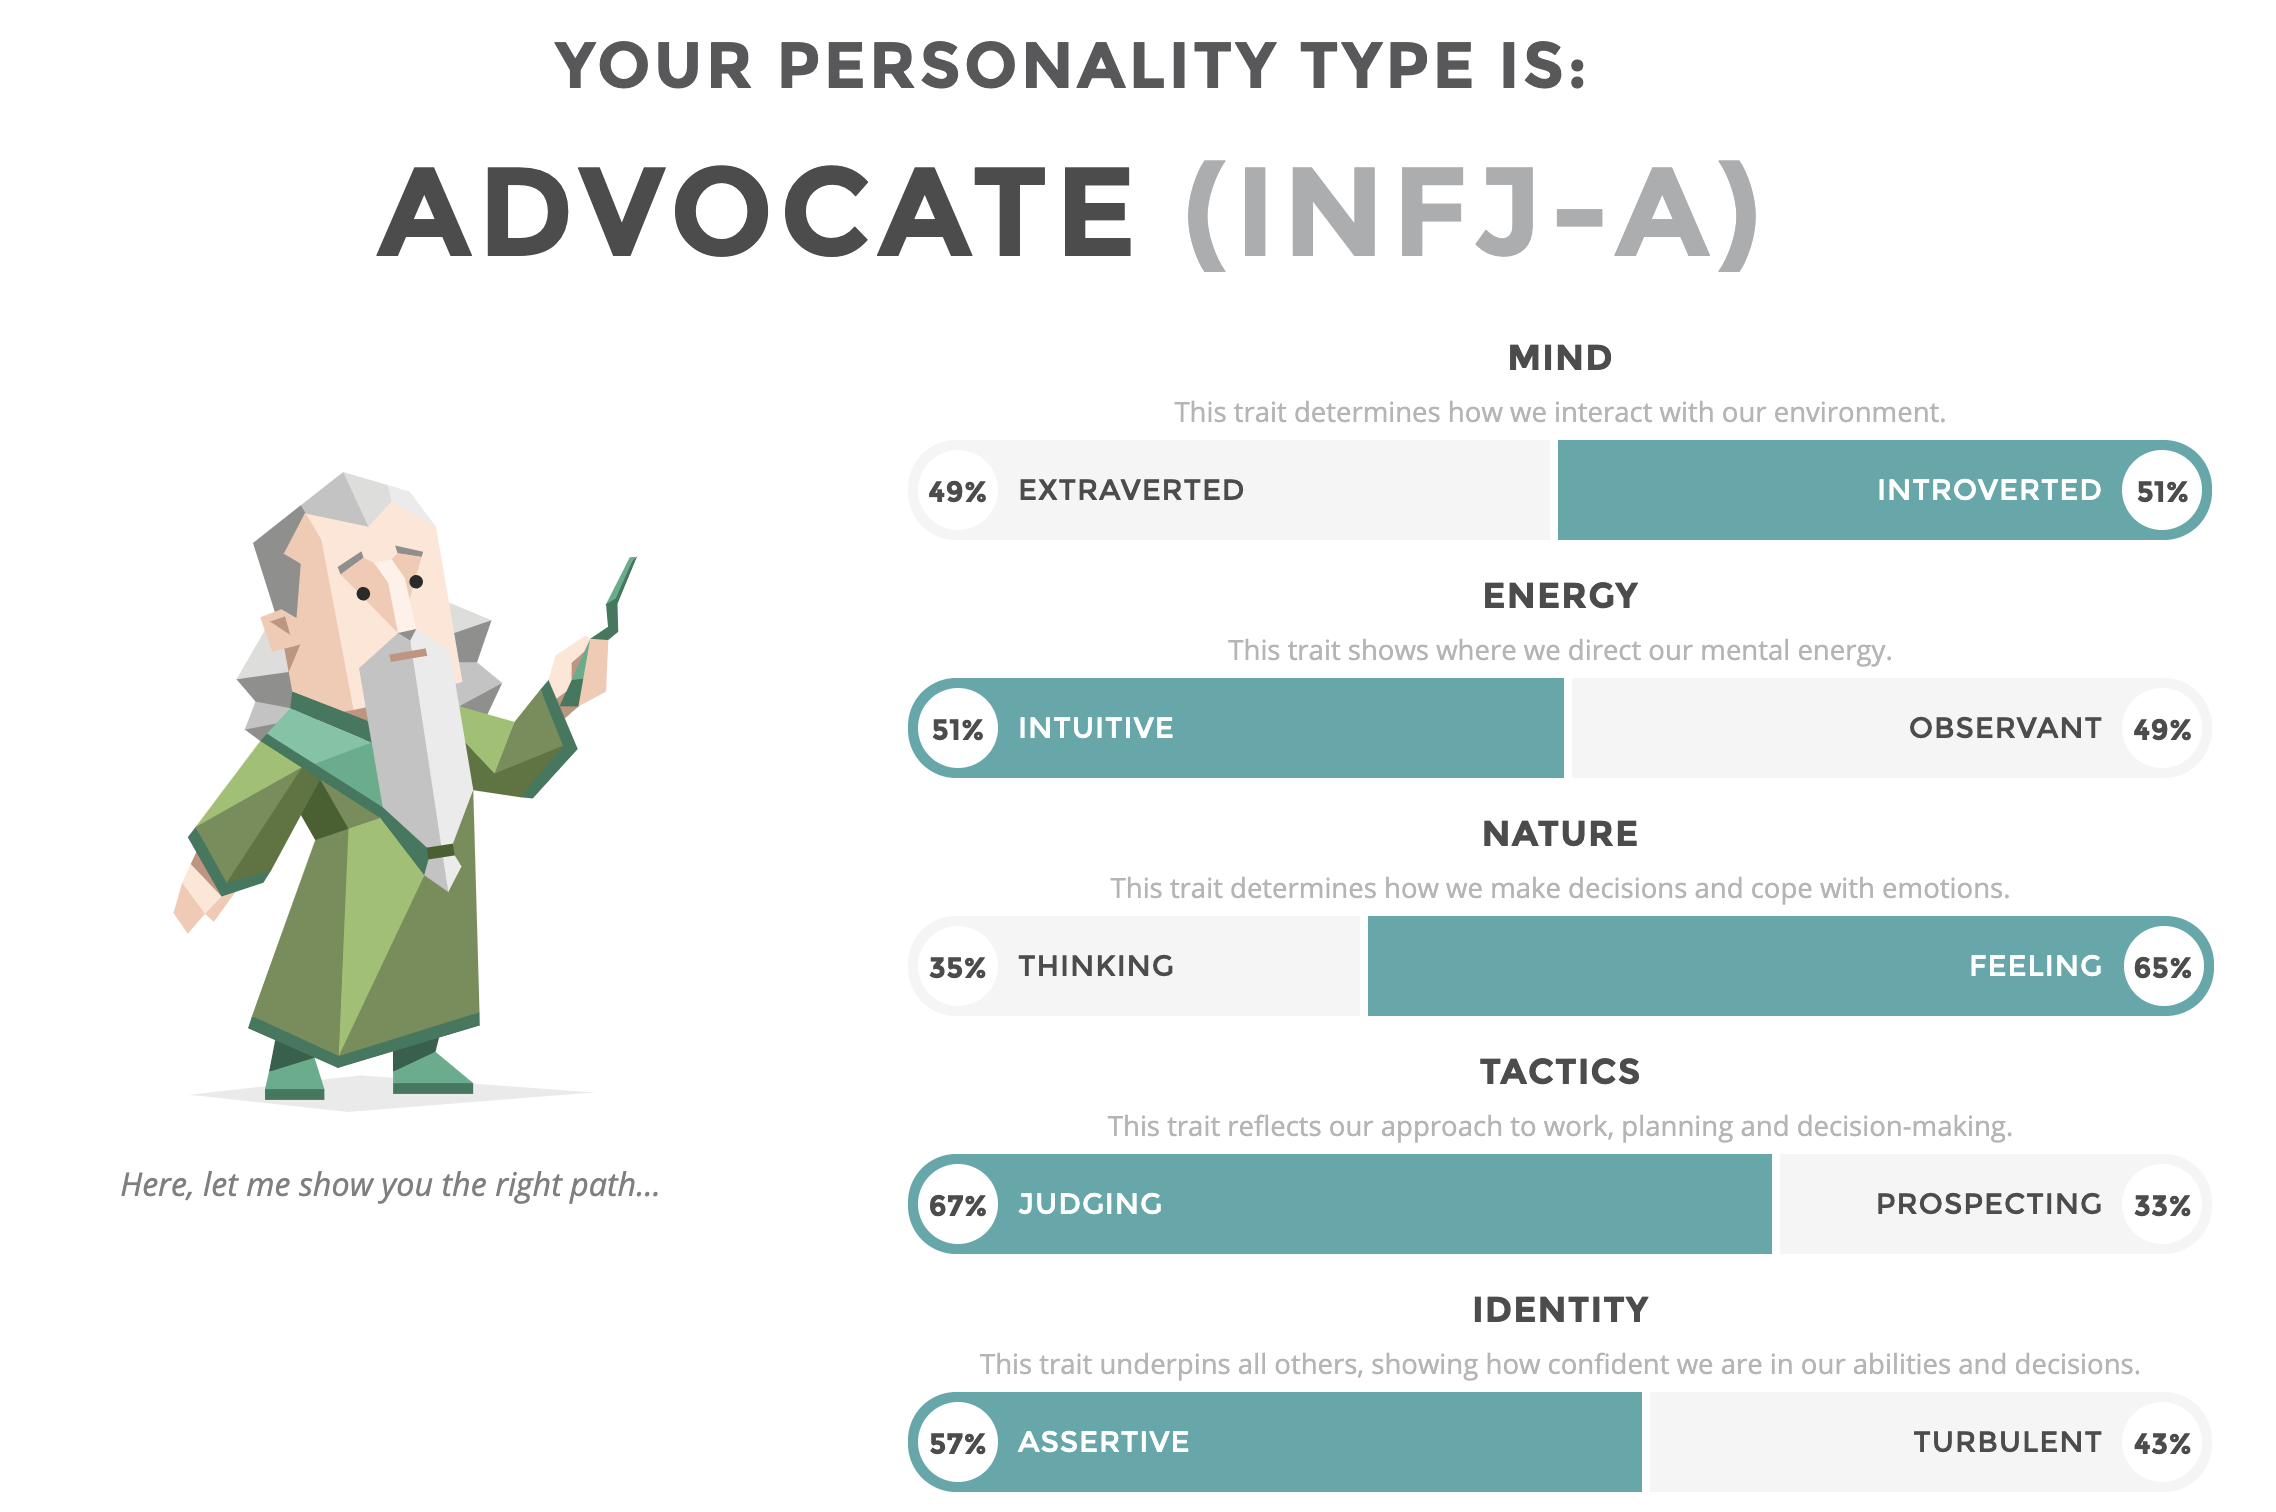 YOUR PERSONALITY TYPE IS:
ADVOCATE (INFJ-A)
MIND
This trait determines how we interact with our environment.
49% EXTRAVERTED INTROVERTED 51%
ENERGY
This trait shows where we direct our mental energy.
51% INTUITIVE OBSERVANT 49%
NATURE
This trait determines how we make decisions and cope with emotions.
35% THINKING FEELING 65%
TACTICS
This trait reflects our approach to work, planning and decision-making.
67% JUDGING PROSPECTING 33%
IDENTITY
This trait underpins all others, showing how confident we are in our abilities and decisions.
57% ASSERTIVE TURBULENT 43%
Here, let me show you the right path...